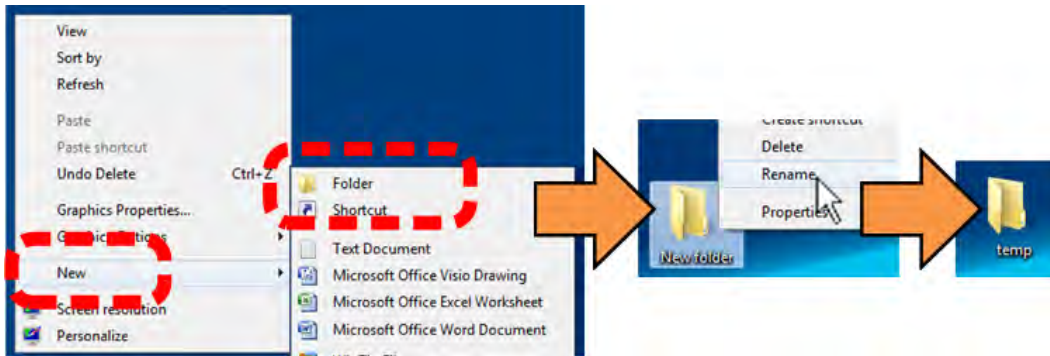 View
Sort by
Refresh
Paste
Paste shortcut
Undo Delete Ctrl+Z
Graphics Properties...
Graphics Options
New
Screen resolution
Personalize
Folder
Shortcut
Text Document
Microsoft Office Visio Drawing
Microsoft Office Excel Worksheet
Microsoft Office Word Document
Create shortcut
Delete
Rename
Properties
New folder
temp